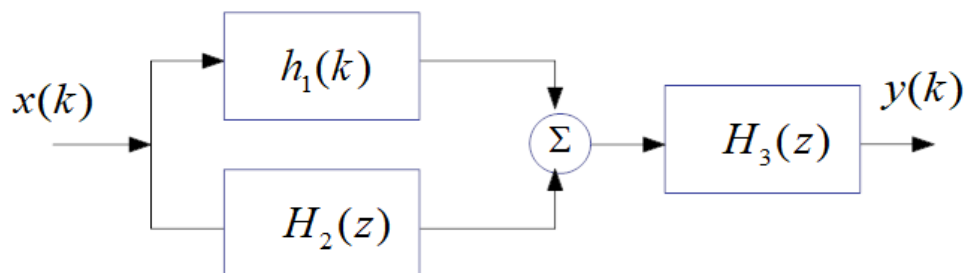 x(k)
h₁(k)
Σ
y(k)
H₃(z)
H₂(z)